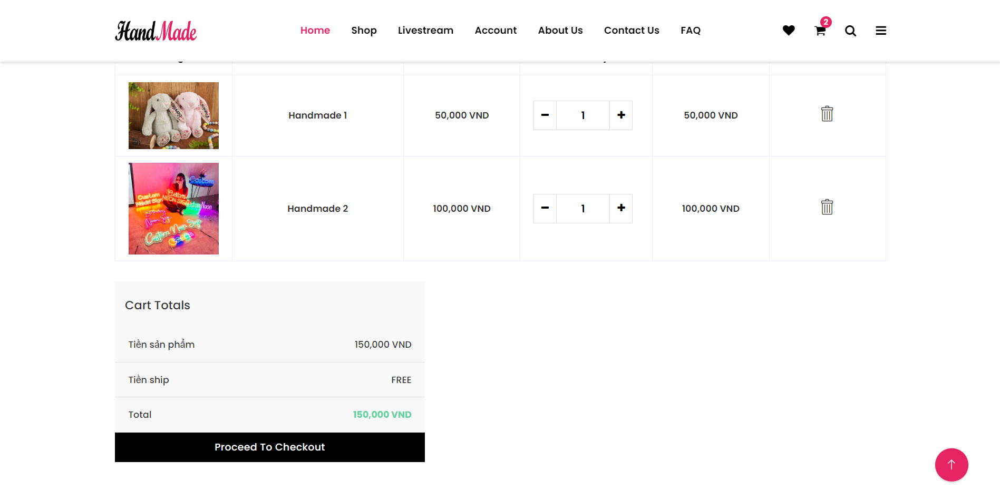 HandMade
Home Shop Livestream Account About Us Contact Us FAQ
2
Handmade 1 50,000 VND − 1 + 50,000 VND
Custom Neon Sign
Custom NEON SIGN
Custom
Custom Neon
Birthday Neon Sign
Custom Neon Sign
Handmade 2 100,000 VND − 1 + 100,000 VND
Cart Totals
Tiền sản phẩm 150,000 VND
Tiền ship FREE
Total 150,000 VND
Proceed To Checkout